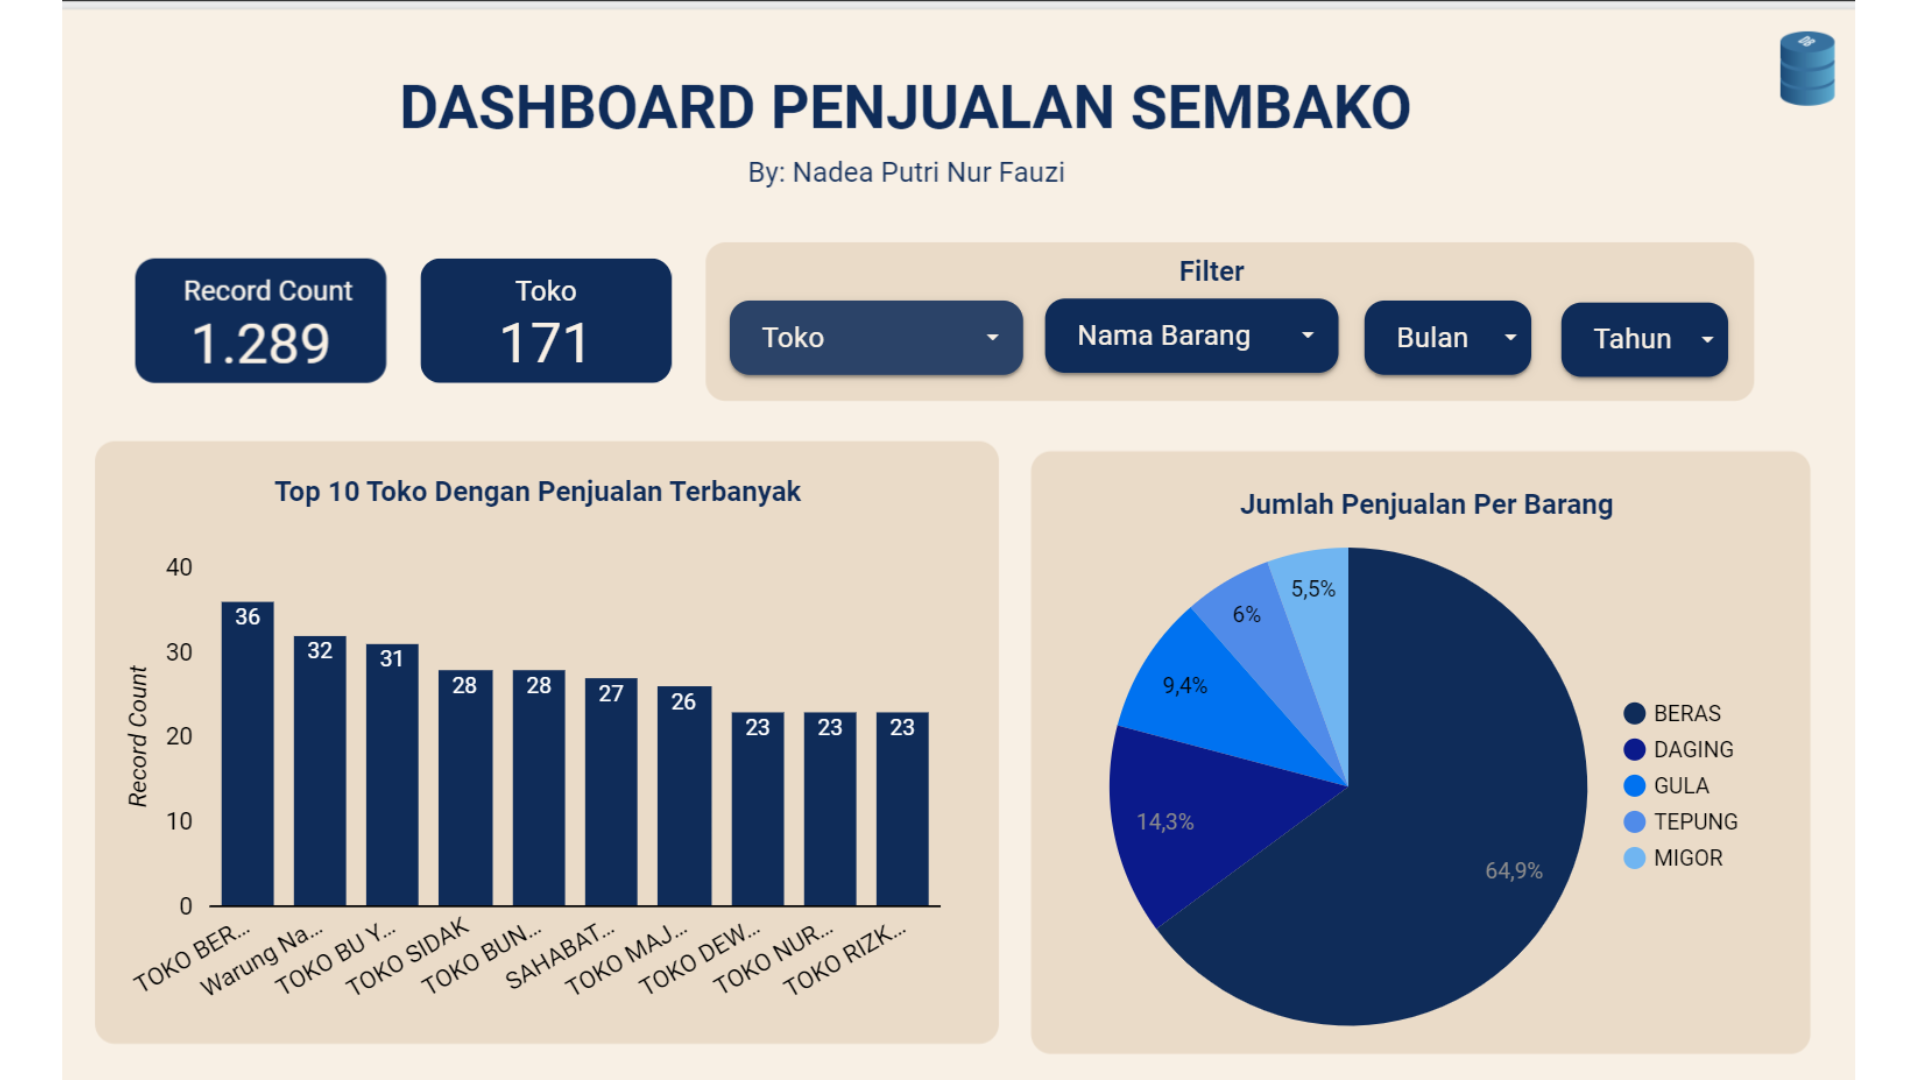 DASHBOARD PENJUALAN SEMBAKO
By: Nadea Putri Nur Fauzi
Record Count
1.289
Toko
171
Filter
Toko
Nama Barang
Bulan
Tahun
Top 10 Toko Dengan Penjualan Terbanyak
Record Count
40
30
20
10
0
36
32
31
28
28
27
26
23
23
23
TOKO BER...
Warung Na...
TOKO BU Y...
TOKO SIDAK
TOKO BUN...
SAHABAT...
TOKO MAJ...
TOKO DEW...
TOKO NUR...
TOKO RIZK...
Jumlah Penjualan Per Barang
5,5%
6%
9,4%
14,3%
64,9%
BERAS
DAGING
GULA
TEPUNG
MIGOR